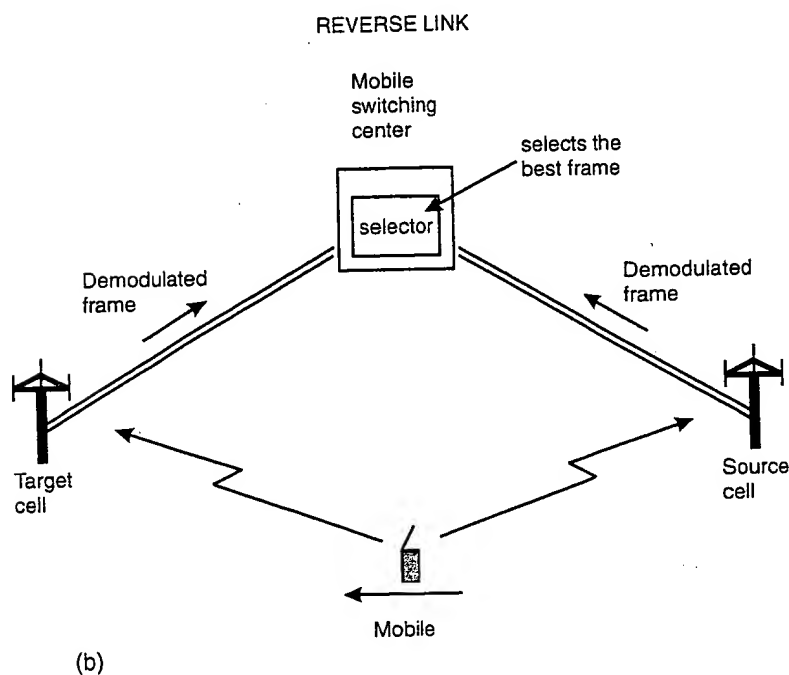 REVERSE LINK
Mobile
switching
center
selects the
best frame
selector
Demodulated
frame
Demodulated
frame
Target
cell
Source
cell
Mobile
(b)